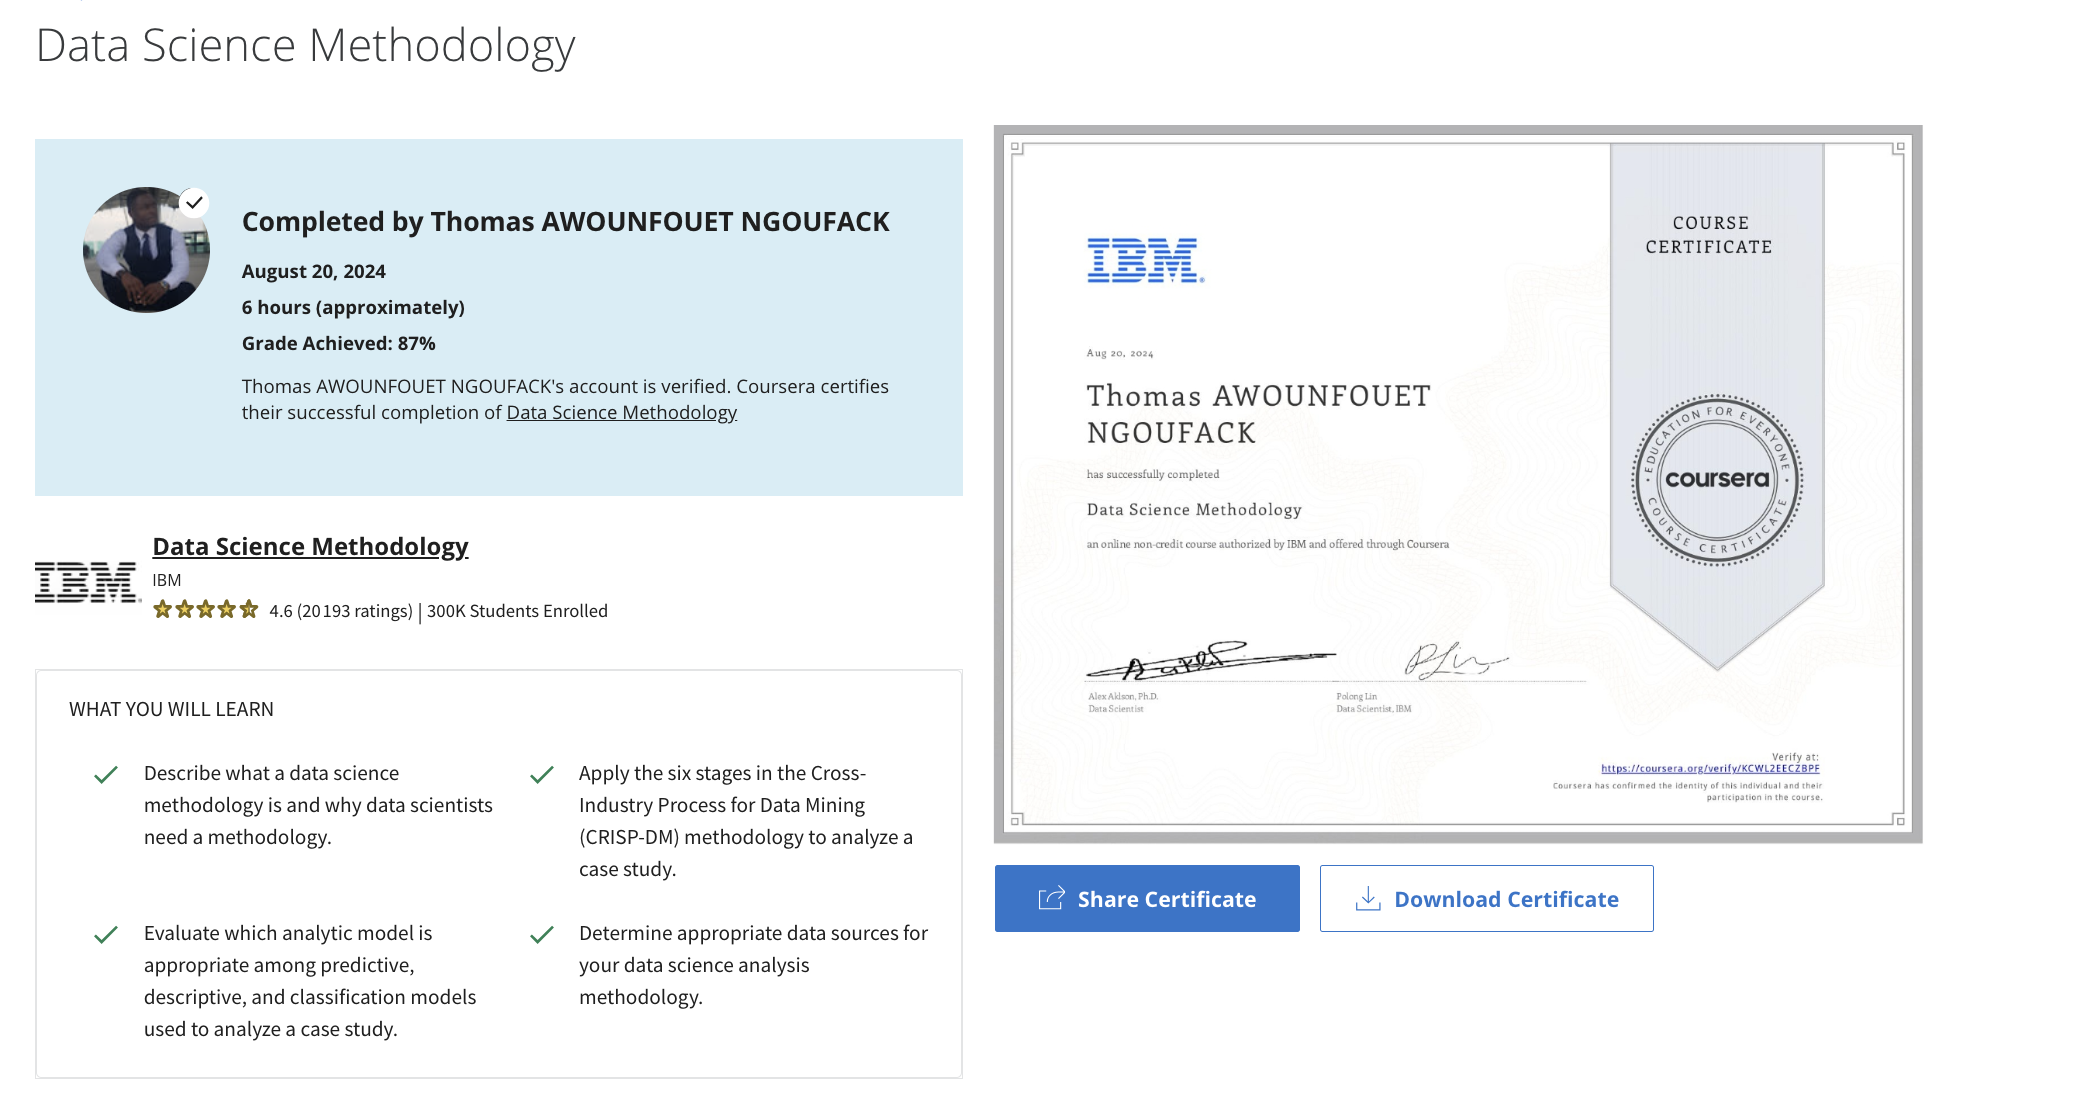 Data Science Methodology
Completed by Thomas AWOUNFOUET NGOUFACK
August 20, 2024
6 hours (approximately)
Grade Achieved: 87%
Thomas AWOUNFOUET NGOUFACK's account is verified. Coursera certifies
their successful completion of Data Science Methodology
IBM
Data Science Methodology
IBM
4.6 (20 193 ratings) | 300K Students Enrolled
WHAT YOU WILL LEARN
Describe what a data science
methodology is and why data scientists
need a methodology.
Apply the six stages in the Cross-
Industry Process for Data Mining
(CRISP-DM) methodology to analyze a
case study.
Evaluate which analytic model is
appropriate among predictive,
descriptive, and classification models
used to analyze a case study.
Determine appropriate data sources for
your data science analysis
methodology.
IBM
Aug 20, 2024
Thomas AWOUNFOUET
NGOUFACK
has successfully completed
Data Science Methodology
an online non-credit course authorized by IBM and offered through Coursera
Alex Aklson, Ph.D.
Data Scientist
Polong Lin
Data Scientist, IBM
COURSE
CERTIFICATE
EDUCATION FOR EVERYONE
coursera
COURSE CERTIFICATE
Verify at:
https://coursera.org/verify/KCWL2EECZBPF
Coursera has confirmed the identity of this individual and their
participation in the course.
Share Certificate
Download Certificate